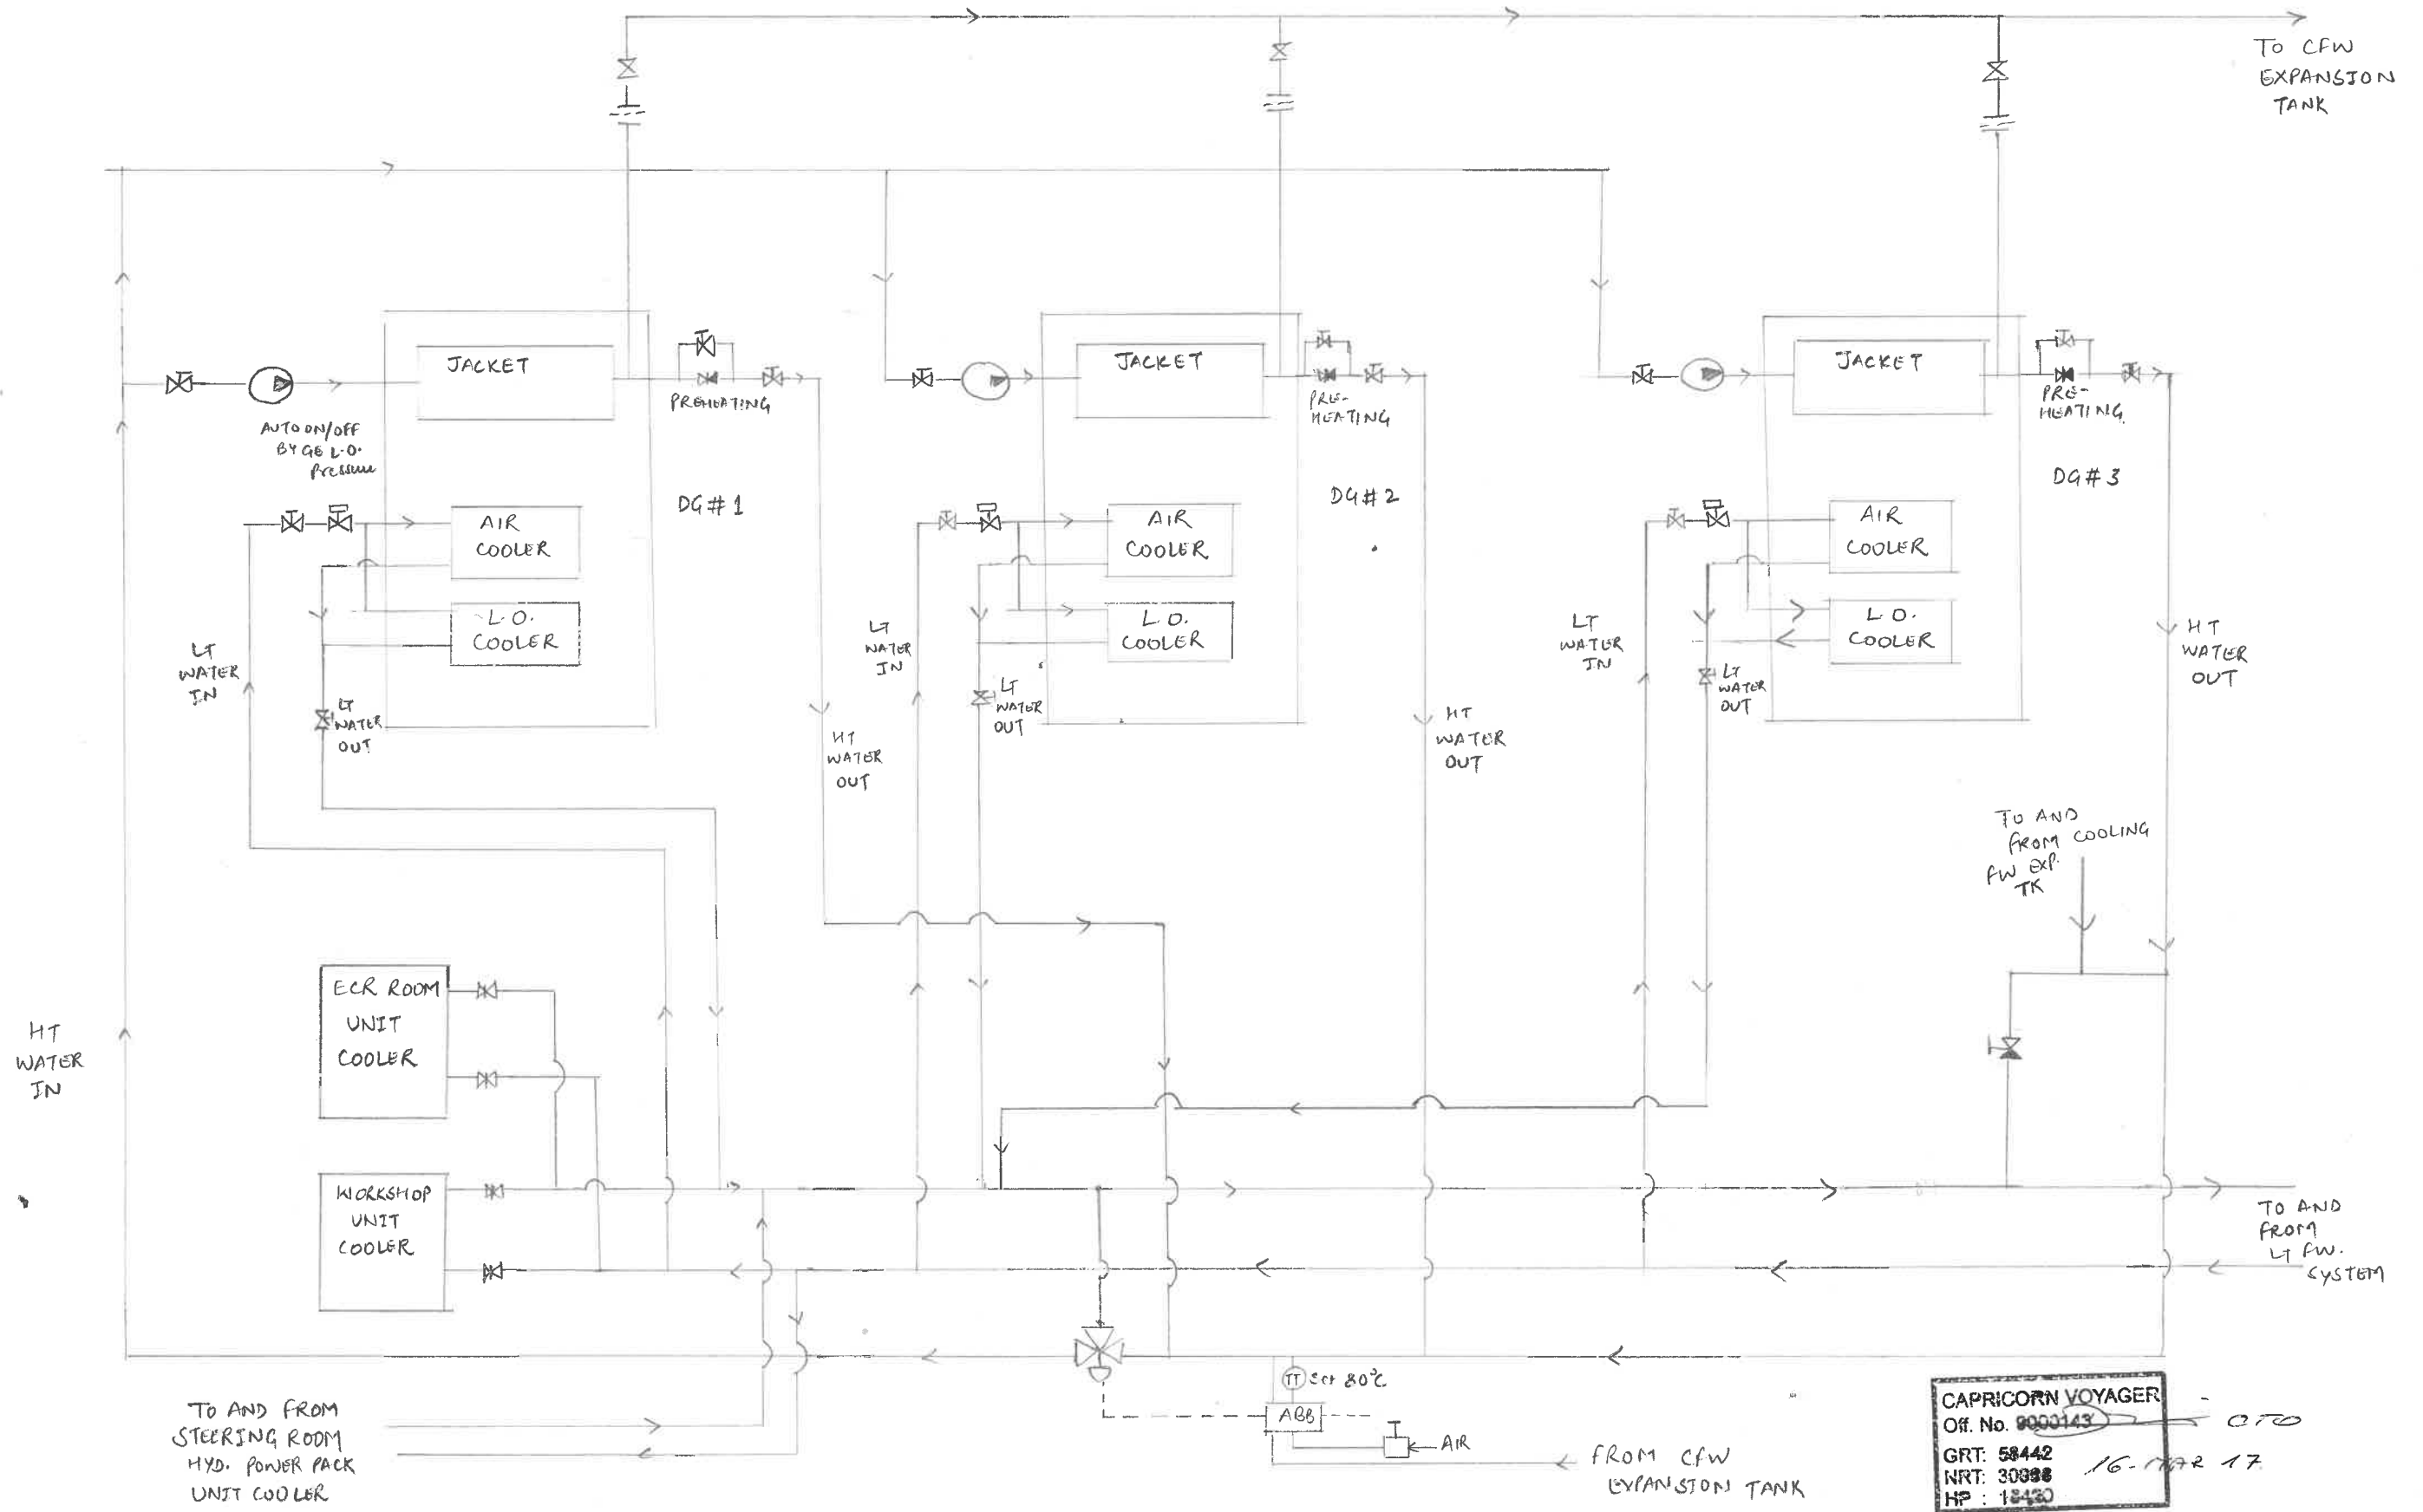 TO CFW
EXPANSION
TANK
JACKET
PREHEATING
AUTO ON/OFF
BY GE L.O.
Pressure
DG#1
AIR
COOLER
L.O.
COOLER
LT
WATER
IN
LT
WATER
OUT
HT
WATER
OUT
JACKET
PRE-
HEATING
DG#2
AIR
COOLER
L.O.
COOLER
LT
WATER
IN
LT
WATER
OUT
HT
WATER
OUT
JACKET
PRE-
HEATING
DG#3
AIR
COOLER
L.O.
COOLER
LT
WATER
IN
LT
WATER
OUT
HT
WATER
OUT
TO AND
FROM COOLING
FW EXP.
TK
ECR ROOM
UNIT
COOLER
HT
WATER
IN
WORKSHOP
UNIT
COOLER
TO AND
FROM
LT FW.
SYSTEM
TT Set 80°C
ABB
AIR
TO AND FROM
STEERING ROOM
HYD. POWER PACK
UNIT COOLER
FROM CFW
EXPANSION TANK
CAPRICORN VOYAGER
Off. No. 9000143
GRT: 58442
NRT:
HP :
16-MAR 17